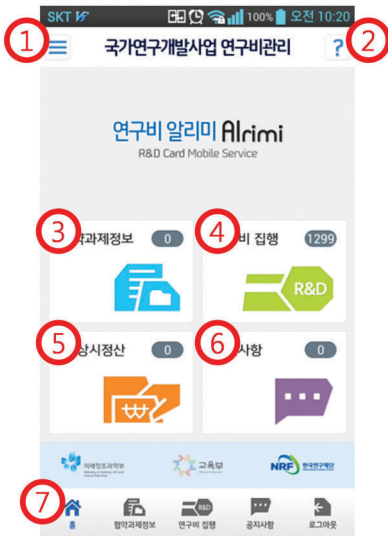 SKT 100% 오전 10:20
① ②
국가연구개발사업 연구비관리 ?
연구비 알리미 Alrimi
R&D Card Mobile Service
③ 약과제정보 0
④ 비 집행 1299
R&D
⑤ 상시정산 0
⑥ 사항 0
미래창조과학부
교육부
NRF 한국연구재단
⑦
홈
협약과제정보
R&D
연구비 집행
공지사항
로그아웃